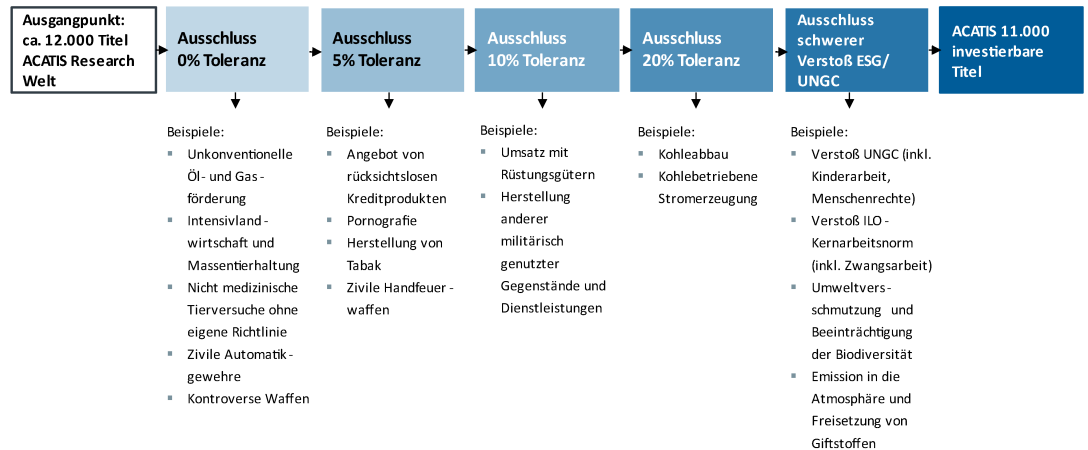 Ausgangpunkt:
ca. 12.000 Titel
ACATIS Research
Welt
Ausschluss
0% Toleranz
Ausschluss
5% Toleranz
Ausschluss
10% Toleranz
Ausschluss
20% Toleranz
Ausschluss
schwerer
Verstoß ESG/
UNGC
ACATIS 11.000
investierbare
Titel
Beispiele:
▪ Unkonventionelle
Öl- und Gas-
förderung
▪ Intensivland-
wirtschaft und
Massentierhaltung
▪ Nicht medizinische
Tierversuche ohne
eigene Richtlinie
▪ Zivile Automatik-
gewehre
▪ Kontroverse Waffen
Beispiele:
▪ Angebot von
rücksichtslosen
Kreditprodukten
▪ Pornografie
▪ Herstellung von
Tabak
▪ Zivile Handfeuer-
waffen
Beispiele:
▪ Umsatz mit
Rüstungsgütern
▪ Herstellung
anderer
militärisch
genutzter
Gegenstände und
Dienstleistungen
Beispiele:
▪ Kohleabbau
▪ Kohlebetriebene
Stromerzeugung
Beispiele:
▪ Verstoß UNGC (inkl.
Kinderarbeit,
Menschenrechte)
▪ Verstoß ILO-
Kernarbeitsnorm
(inkl. Zwangsarbeit)
▪ Umweltvers-
schmutzung und
Beeinträchtigung
der Biodiversität
▪ Emission in die
Atmosphäre und
Freisetzung von
Giftstoffen